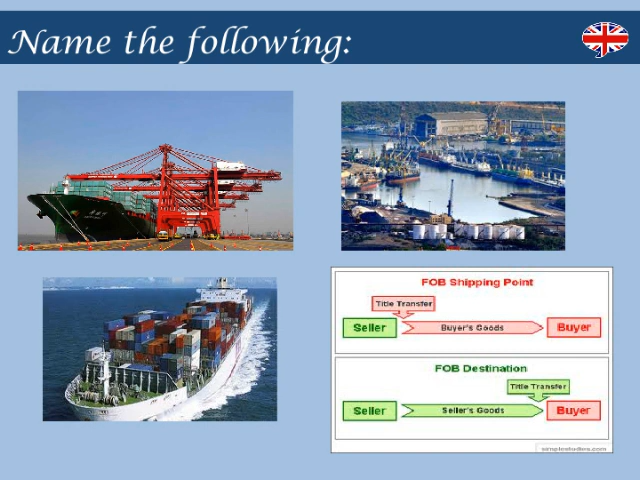 Name the following:
FOB Shipping Point
Title Transfer
Seller
Buyer's Goods
Buyer
FOB Destination
Title Transfer
Seller
Seller's Goods
Buyer
simplestudies.com